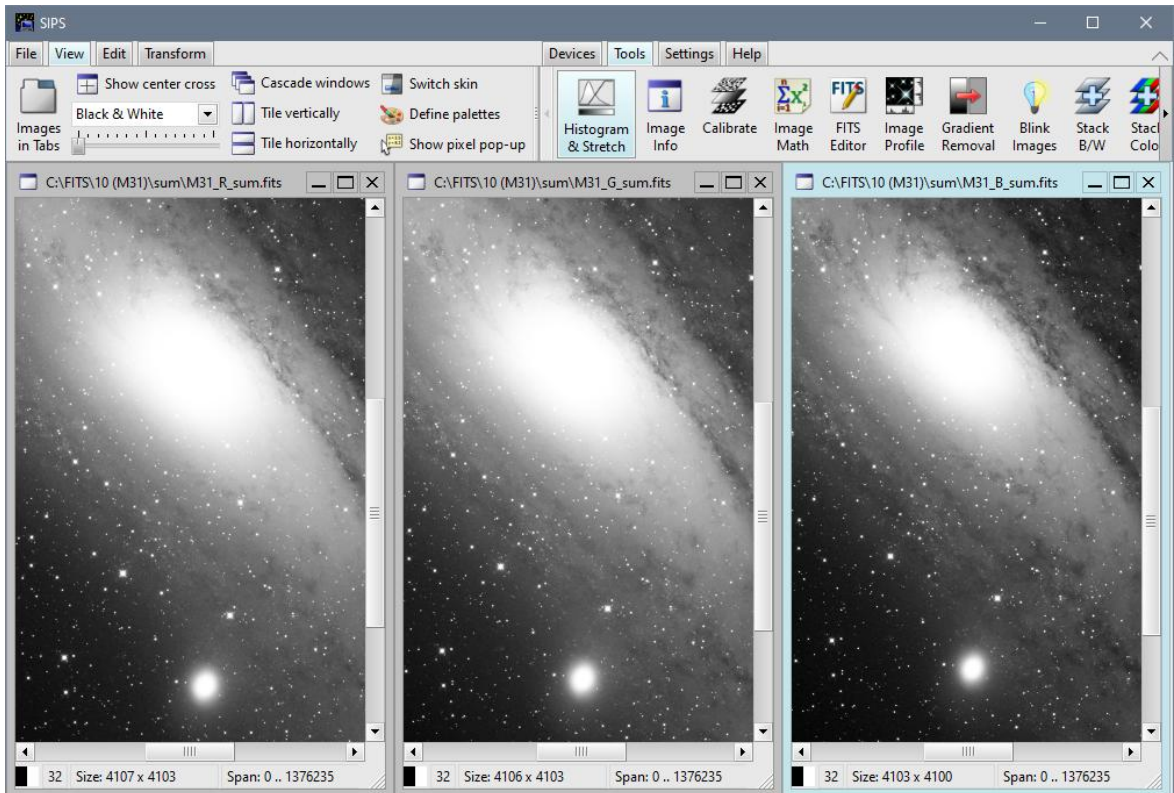 SIPS
File View Edit Transform
Devices Tools Settings Help
Images
in Tabs
Show center cross
Black & White
Cascade windows
Tile vertically
Tile horizontally
Switch skin
Define palettes
Show pixel pop-up
Histogram
& Stretch
Image
Info
Calibrate
Σx²
Image
Math
FITS
FITS
Editor
Image
Profile
Gradient
Removal
Blink
Images
Stack
B/W
Stack
Colo
C:\FITS\10 (M31)\sum\M31_R_sum.fits
C:\FITS\10 (M31)\sum\M31_G_sum.fits
C:\FITS\10 (M31)\sum\M31_B_sum.fits
32 Size: 4107 x 4103 Span: 0 .. 1376235
32 Size: 4106 x 4103 Span: 0 .. 1376235
32 Size: 4103 x 4100 Span: 0 .. 1376235